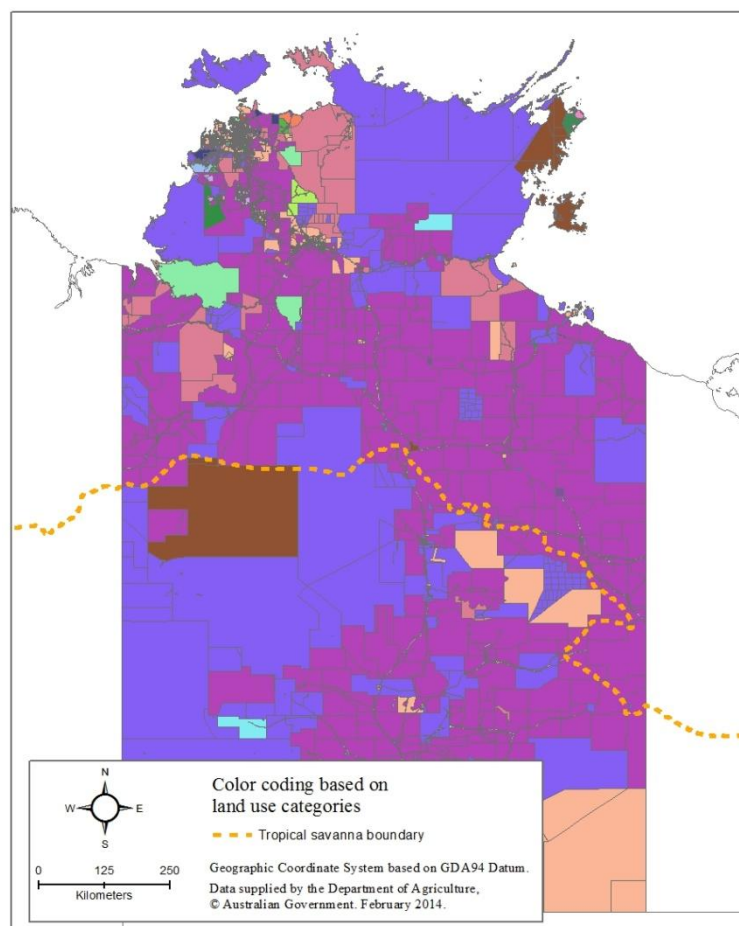 N
W E
S
0 125 250
Kilometers
Color coding based on
land use categories
Tropical savanna boundary
Geographic Coordinate System based on GDA94 Datum.
Data supplied by the Department of Agriculture,
© Australian Government. February 2014.